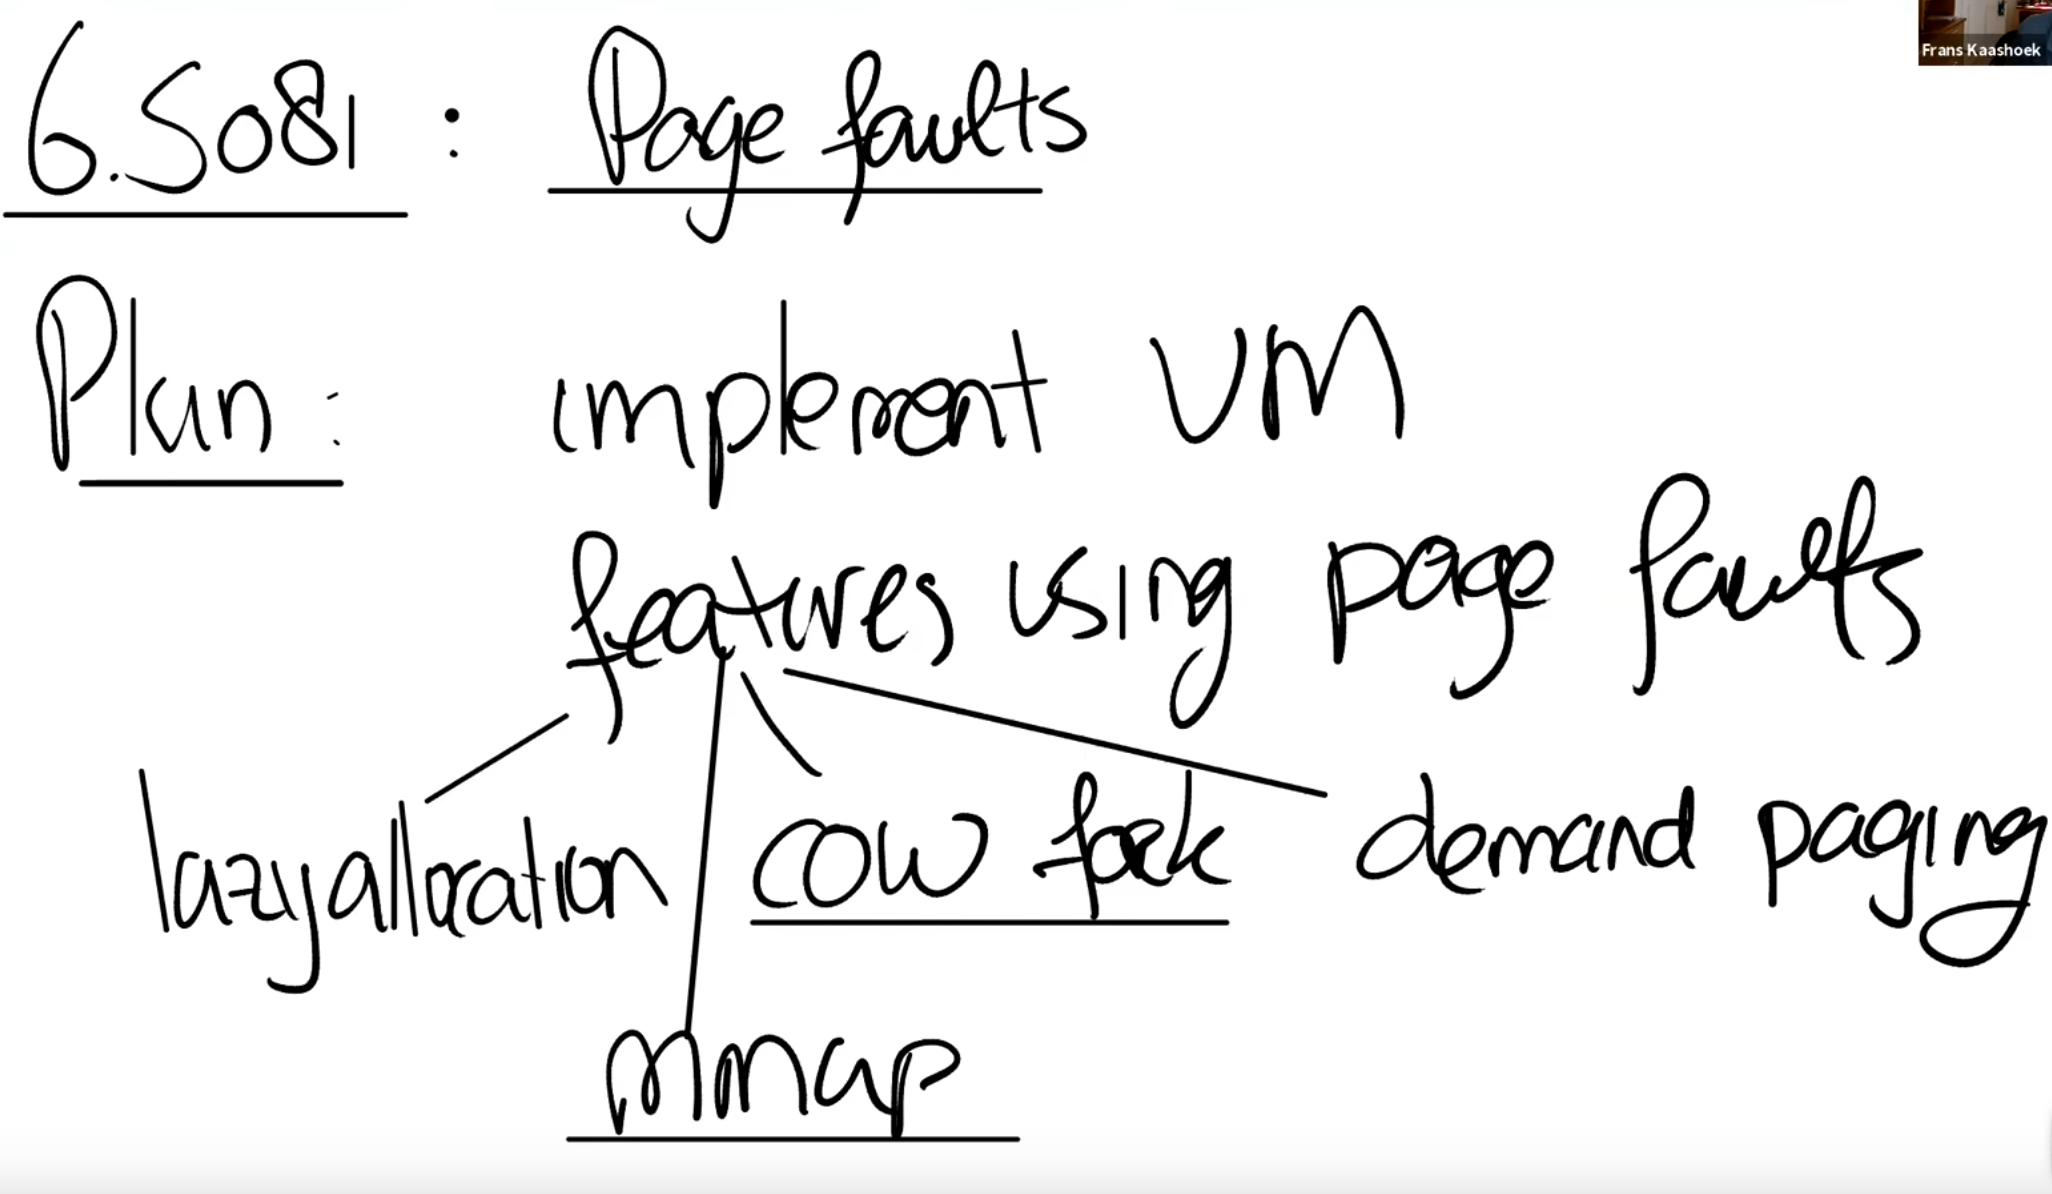 Frans Kaashoek
6.S081 : Page faults
Plan: implement VM
features using page faults
lazy allocation COW fork demand paging
mmap